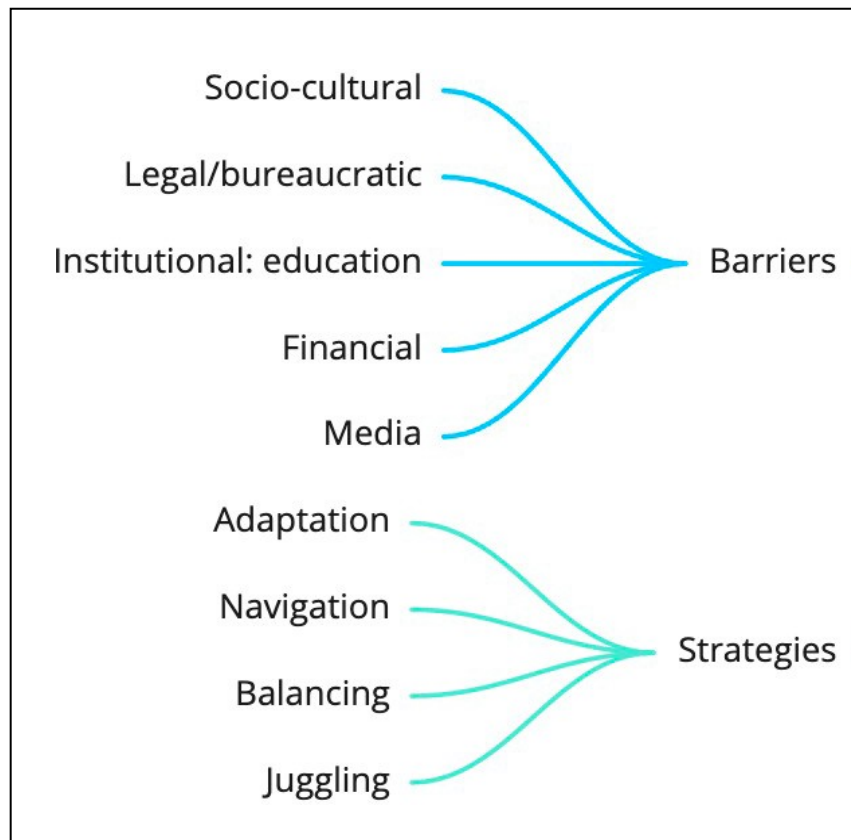 Socio-cultural
Legal/bureaucratic
Institutional: education
Barriers
Financial
Media
Adaptation
Navigation
Strategies
Balancing
Juggling